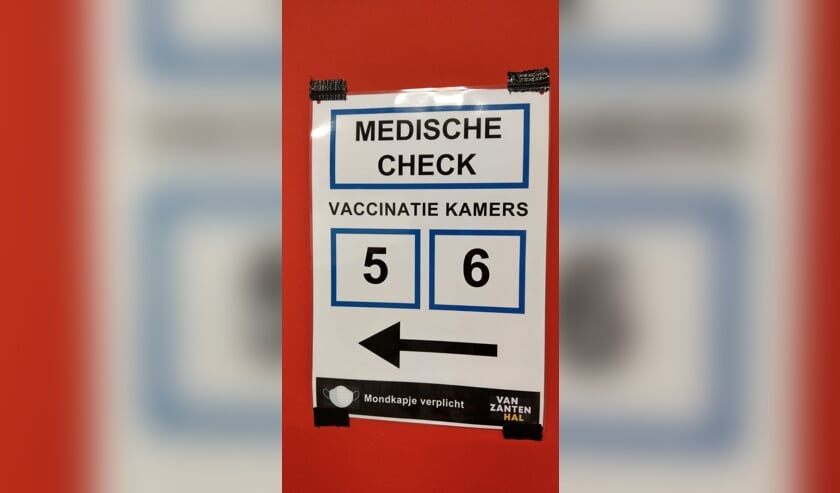 MEDISCHE
CHECK
VACCINATIE KAMERS
5 6
Mondkapje verplicht
VAN
ZANTEN
HAL